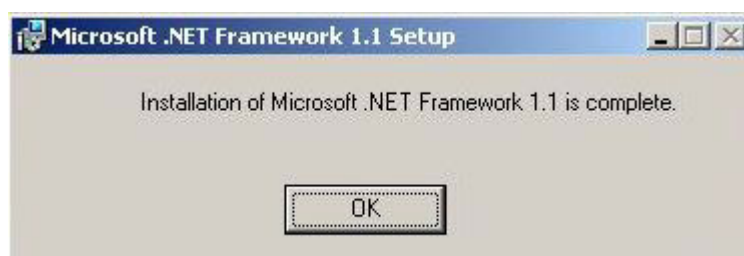 Microsoft .NET Framework 1.1 Setup
Installation of Microsoft .NET Framework 1.1 is complete.
OK